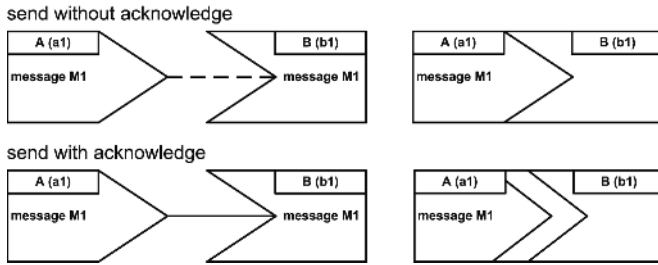 send without acknowledge
A (a1) B (b1) A (a1) B (b1)
message M1 message M1 message M1
send with acknowledge
A (a1) B (b1) A (a1) B (b1)
message M1 message M1 message M1